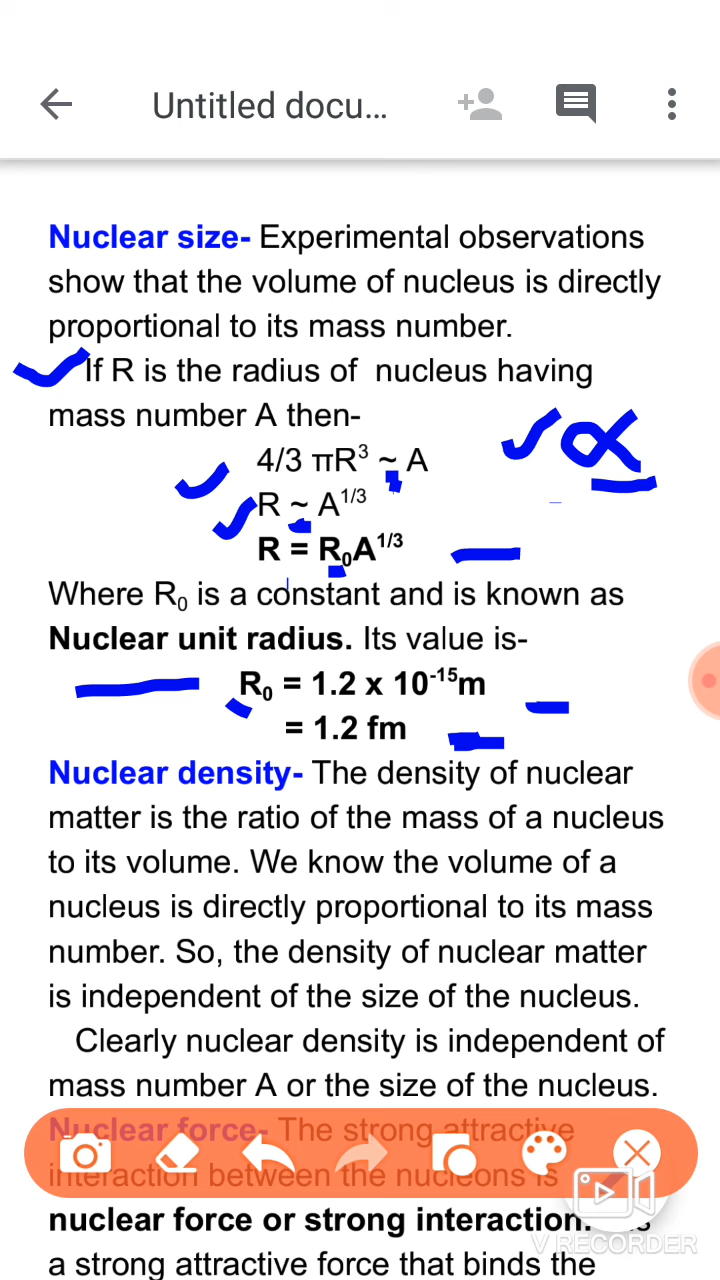 Untitled docu...
Nuclear size- Experimental observations
show that the volume of nucleus is directly
proportional to its mass number.
If R is the radius of nucleus having
mass number A then-
4/3 πR³ ~ A
∝
R ~ A^1/3
R = R₀A^1/3
Where R₀ is a constant and is known as
Nuclear unit radius. Its value is-
R₀ = 1.2 x 10⁻¹⁵m
= 1.2 fm
Nuclear density- The density of nuclear
matter is the ratio of the mass of a nucleus
to its volume. We know the volume of a
nucleus is directly proportional to its mass
number. So, the density of nuclear matter
is independent of the size of the nucleus.
Clearly nuclear density is independent of
mass number A or the size of the nucleus.
Nuclear force- The strong attractive
interaction between the nucleons is
nuclear force or strong interaction.
a strong attractive force that binds the
V RECORDER